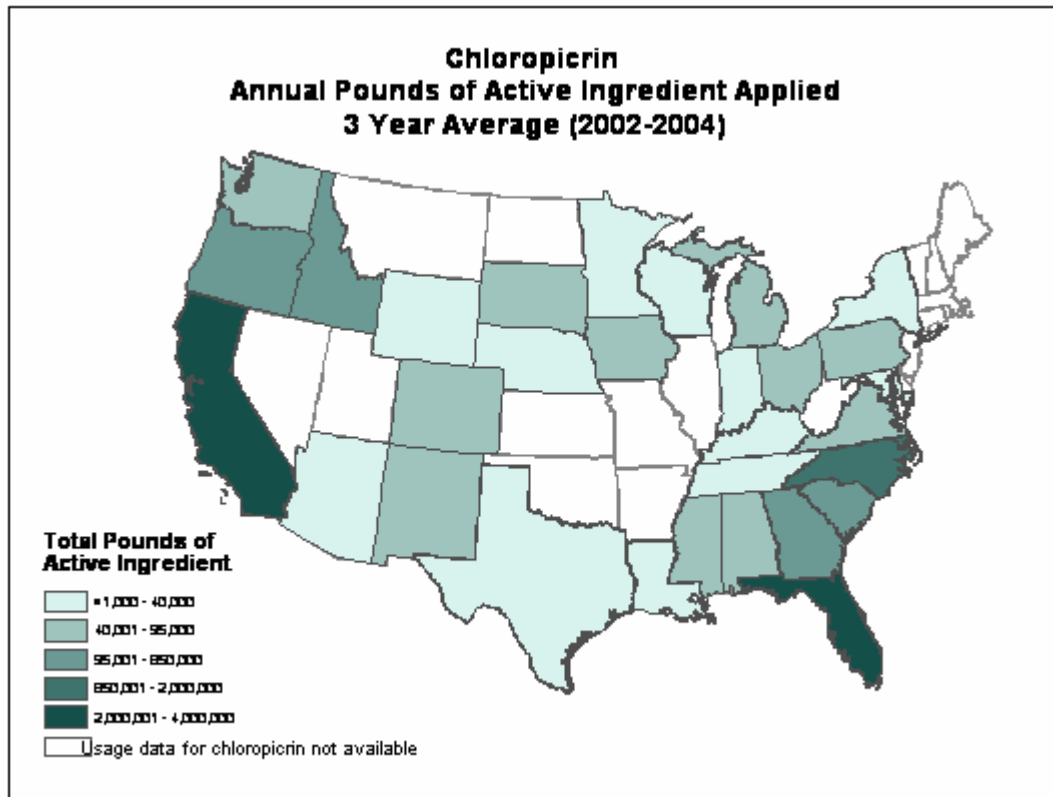 Chloropicrin
Annual Pounds of Active Ingredient Applied
3 Year Average (2002-2004)
Total Pounds of
Active Ingredient
1,000 - 40,000
40,001 - 95,000
95,001 - 850,000
850,001 - 2,000,000
2,000,001 - 4,000,000
Usage data for chloropicrin not available